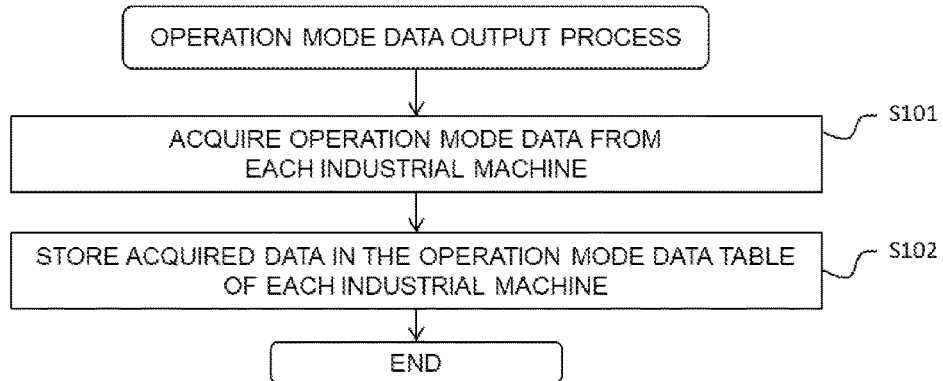 OPERATION MODE DATA OUTPUT PROCESS
S101
ACQUIRE OPERATION MODE DATA FROM
EACH INDUSTRIAL MACHINE
S102
STORE ACQUIRED DATA IN THE OPERATION MODE DATA TABLE
OF EACH INDUSTRIAL MACHINE
END